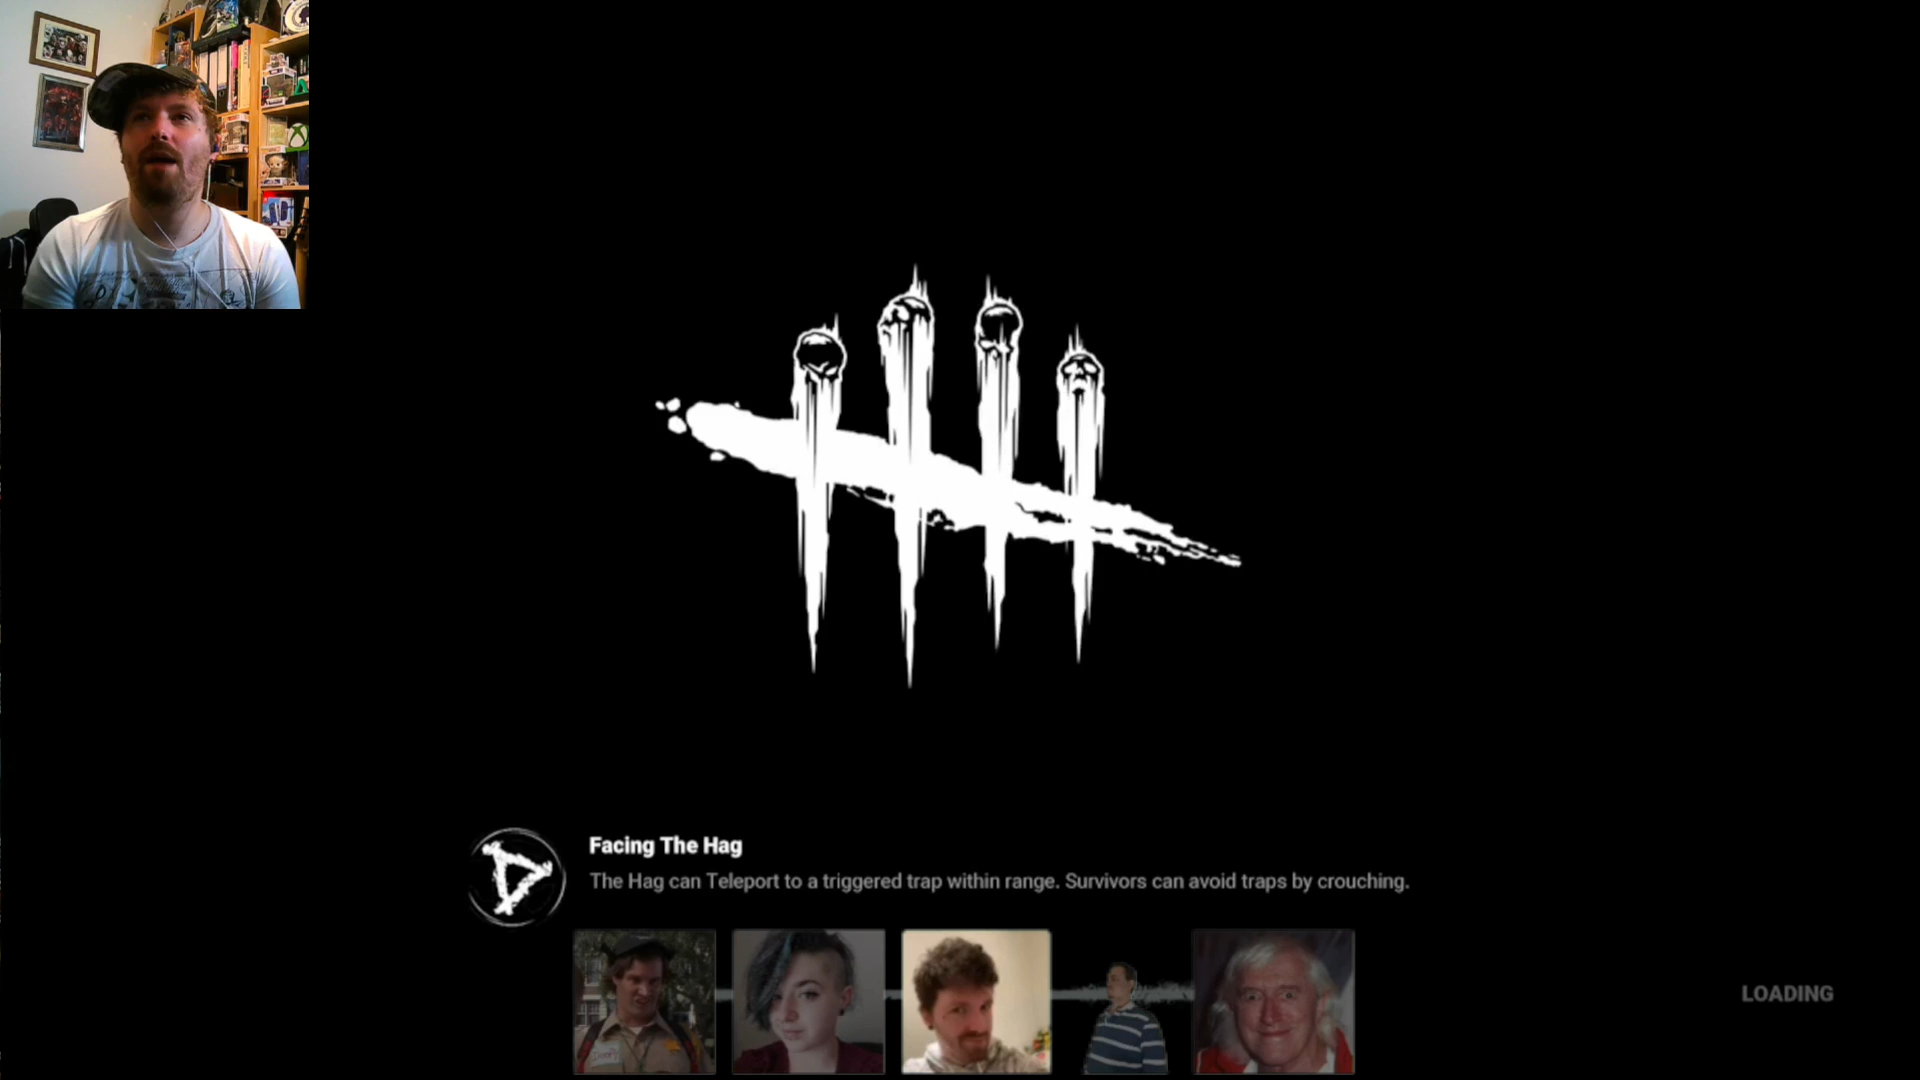 Facing The Hag
The Hag can Teleport to a triggered trap within range. Survivors can avoid traps by crouching.
LOADING